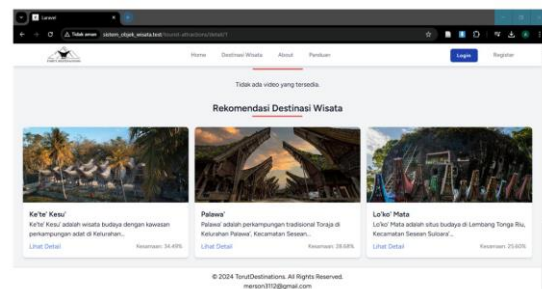 Laravel
Tidak aman
sistem_objek_wisata.test/tourist-attractions/detail/1
Home
Destinasi Wisata
About
Panduan
Login
Register
Tidak ada video yang tersedia.
Rekomendasi Destinasi Wisata
Ke'te' Kesu'
Ke'te' Kesu' adalah wisata budaya dengan kawasan
perkampungan adat di Kelurahan...
Lihat Detail
Kesamaan: 34.49%
Palawa'
Palawa' adalah perkampungan tradisional Toraja di
Kelurahan Palawa', Kecamatan Sesean...
Lihat Detail
Kesamaan: 28.68%
Lo'ko' Mata
Lo'ko' Mata adalah situs budaya di Lembang Tonga Riu,
Kecamatan Sesean Suloara'...
Lihat Detail
Kesamaan: 25.60%
© 2024 TorutDestinations. All Rights Reserved.
merson3112@gmail.com